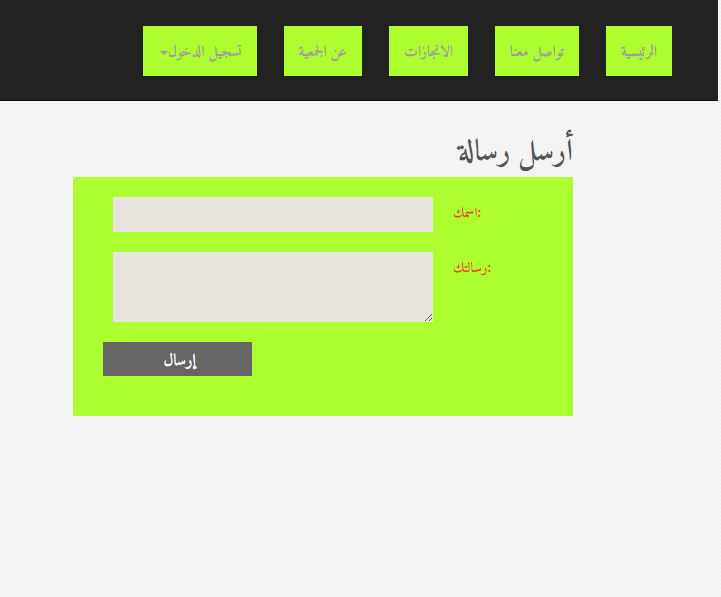 الرئيسية
تواصل معنا
الانجازات
عن الجمعية
تسجيل الدخول
أرسل رسالة
اسمك:
رسالتك:
إرسال